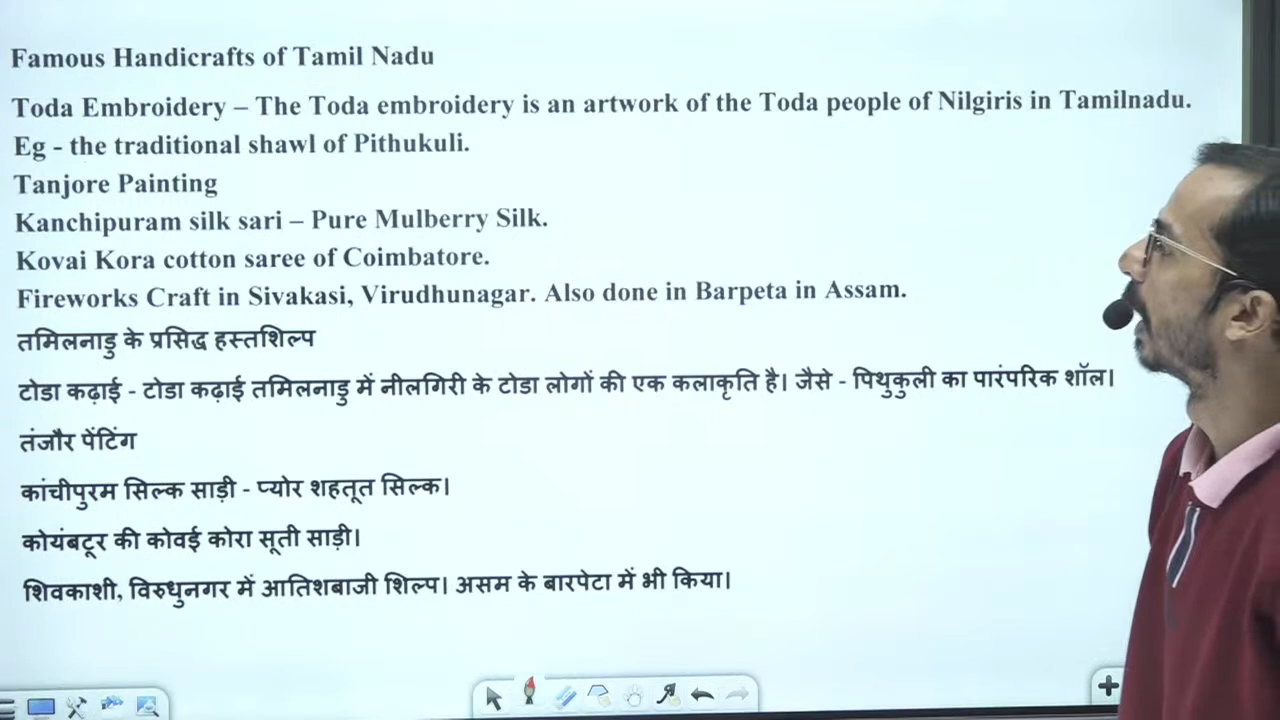 Famous Handicrafts of Tamil Nadu
Toda Embroidery – The Toda embroidery is an artwork of the Toda people of Nilgiris in Tamilnadu.
Eg - the traditional shawl of Pithukuli.
Tanjore Painting
Kanchipuram silk sari – Pure Mulberry Silk.
Kovai Kora cotton saree of Coimbatore.
Fireworks Craft in Sivakasi, Virudhunagar. Also done in Barpeta in Assam.
तमिलनाडु के प्रसिद्ध हस्तशिल्प
टोडा कढ़ाई - टोडा कढ़ाई तमिलनाडु में नीलगिरी के टोडा लोगों की एक कलाकृति है। जैसे - पिथुकुली का पारंपरिक शॉल।
तंजौर पेंटिंग
कांचीपुरम सिल्क साड़ी - प्योर शहतूत सिल्क।
कोयंबटूर की कोवई कोरा सूती साड़ी।
शिवकाशी, विरुधुनगर में आतिशबाजी शिल्प। असम के बारपेटा में भी किया।